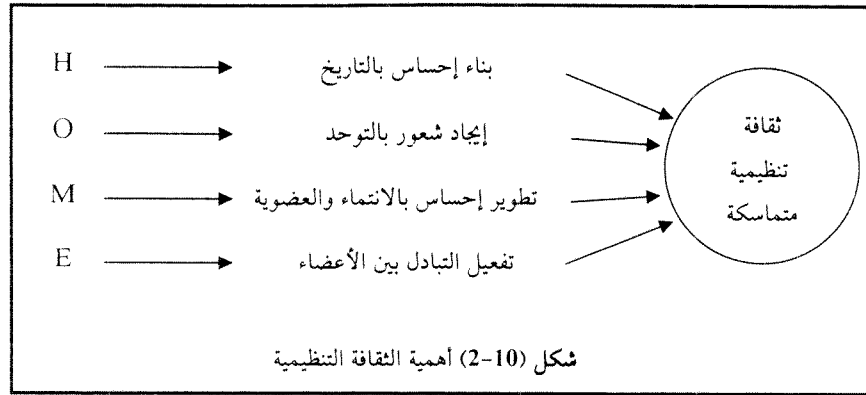 H بناء إحساس بالتاريخ
O إيجاد شعور بالتوحد
M تطوير إحساس بالانتماء والعضوية
E تفعيل التبادل بين الأعضاء
ثقافة
تنظيمية
متماسكة
شكل (10-2) أهمية الثقافة التنظيمية